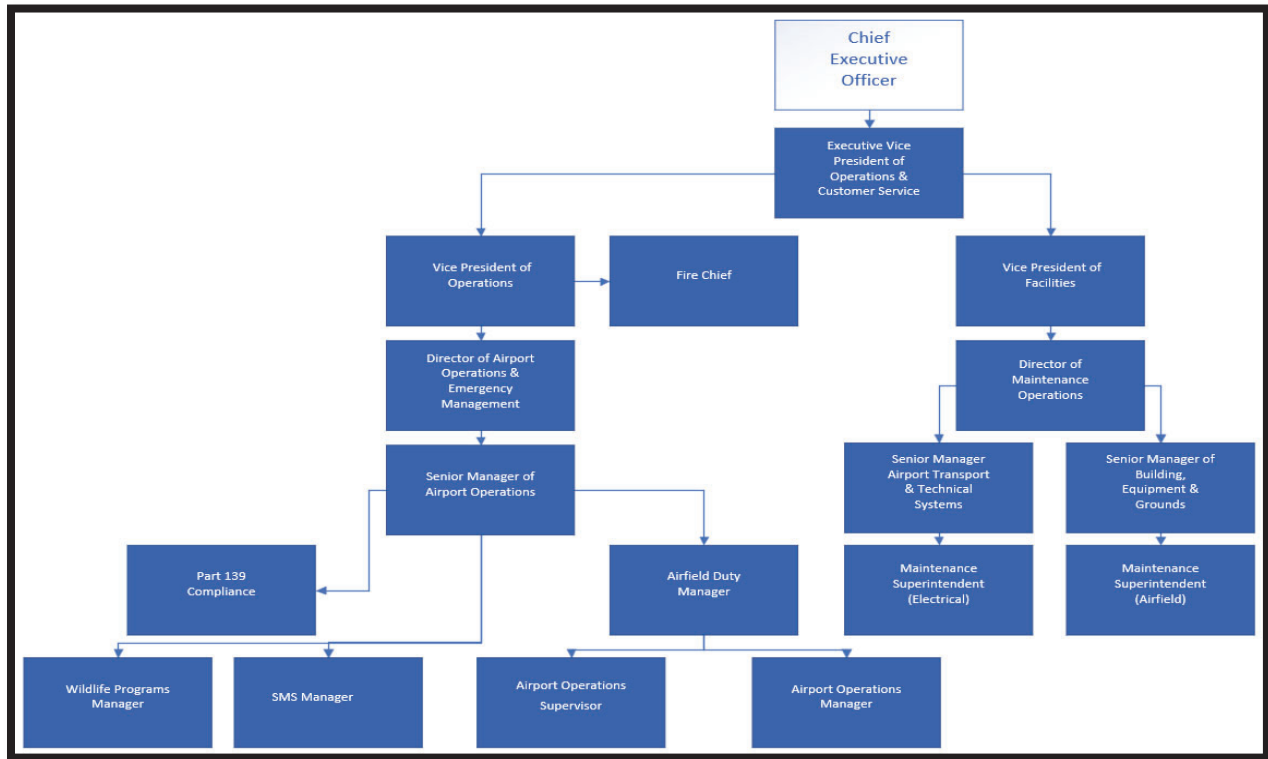 Chief
Executive
Officer
Executive Vice
President of
Operations &
Customer Service
Vice President of
Operations
Fire Chief
Vice President of
Facilities
Director of Airport
Operations &
Emergency
Management
Director of
Maintenance
Operations
Senior Manager of
Airport Operations
Senior Manager
Airport Transport
& Technical
Systems
Senior Manager of
Building,
Equipment &
Grounds
Part 139
Compliance
Airfield Duty
Manager
Maintenance
Superintendent
(Electrical)
Maintenance
Superintendent
(Airfield)
Wildlife Programs
Manager
SMS Manager
Airport Operations
Supervisor
Airport Operations
Manager